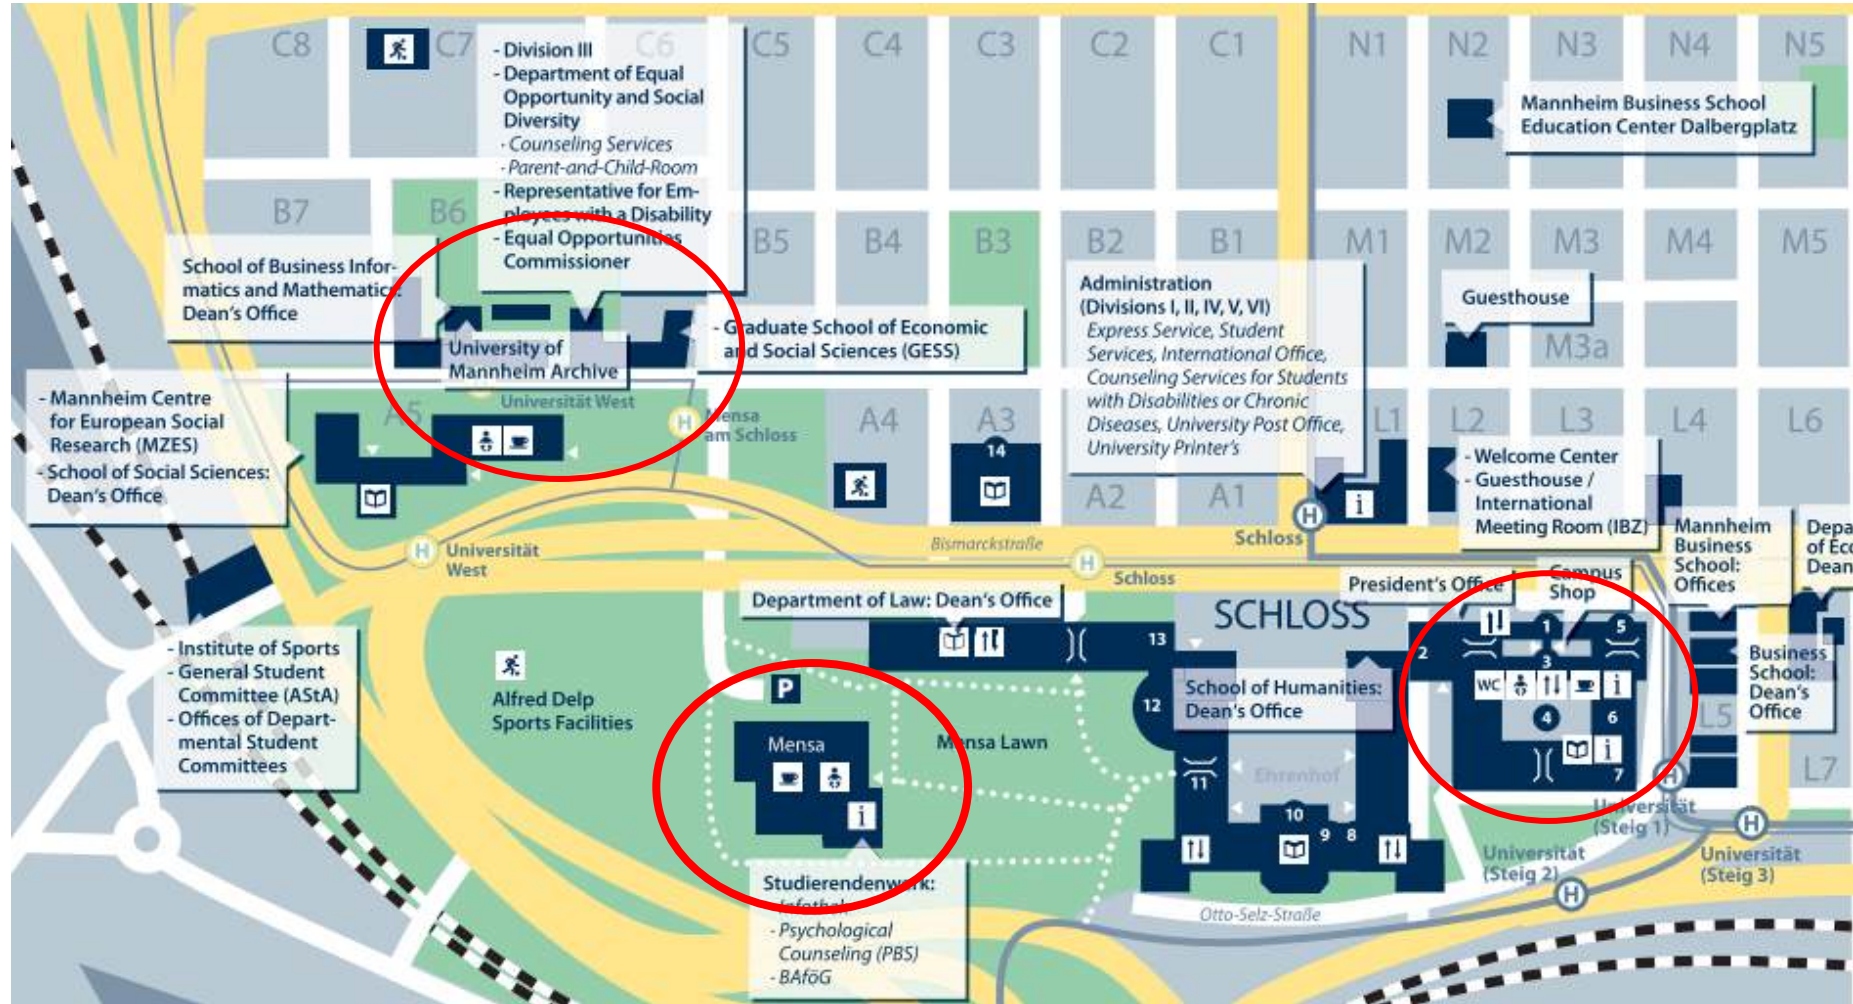 C8
C7
C6
C5
C4
C3
C2
C1
N1
N2
N3
N4
N5
- Division III
- Department of Equal
Opportunity and Social
Diversity
- Counseling Services
- Parent-and-Child-Room
- Representative for Em-
ployees with a Disability
- Equal Opportunities
Commissioner
Mannheim Business School
Education Center Dalbergplatz
B7
B6
B5
B4
B3
B2
B1
M1
M2
M3
M4
M5
School of Business Infor-
matics and Mathematics:
Dean's Office
University of
Mannheim Archive
- Graduate School of Economic
and Social Sciences (GESS)
Administration
(Divisions I, II, IV, V, VI)
Express Service, Student
Services, International Office,
Counseling Services for Students
with Disabilities or Chronic
Diseases, University Post Office,
University Printer's
Guesthouse
M3a
- Mannheim Centre
for European Social
Research (MZES)
- School of Social Sciences:
Dean's Office
A5
Universität West
H
Mensa
am Schloss
A4
A3
14
A2
A1
L1
L2
L3
L4
L6
i
- Welcome Center
- Guesthouse /
International
Meeting Room (IBZ)
H
Schloss
H
Universität
West
Bismarckstraße
H
Schloss
Mannheim
Business
School:
Offices
Depa
of Eco
Dean
Department of Law: Dean's Office
SCHLOSS
President's Office
Campus
Shop
- Institute of Sports
- General Student
Committee (AStA)
- Offices of Depart-
mental Student
Committees
Alfred Delp
Sports Facilities
P
Mensa
i
Mensa Lawn
13
12
11
School of Humanities:
Dean's Office
Ehrenhof
10
9
8
2
1
5
3
WC
i
4
6
i
7
Business
School:
Dean's
Office
L5
L7
H
Universität
(Steig 1)
H
Universität
(Steig 2)
H
Universität
(Steig 3)
Studierendenwerk:
- Infothek
- Psychological
Counseling (PBS)
- BAföG
Otto-Selz-Straße